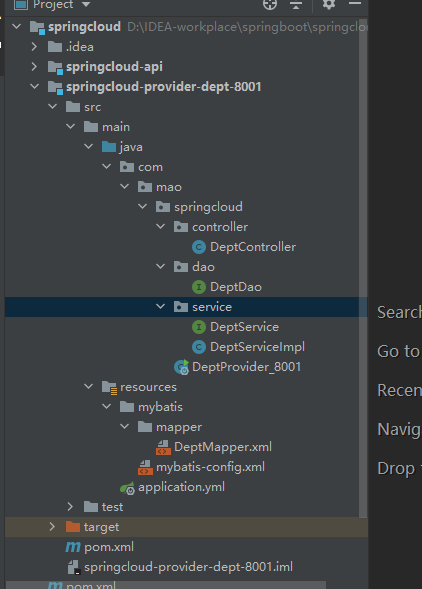 Project
springcloud D:\IDEA-workplace\springboot\springclou
.idea
springcloud-api
springcloud-provider-dept-8001
src
main
java
com
mao
springcloud
controller
DeptController
dao
DeptDao
service
DeptService
DeptServiceImpl
DeptProvider_8001
resources
mybatis
mapper
DeptMapper.xml
mybatis-config.xml
application.yml
test
target
pom.xml
springcloud-provider-dept-8001.iml
pom.xml
Search
Go to
Recen
Navig
Drop